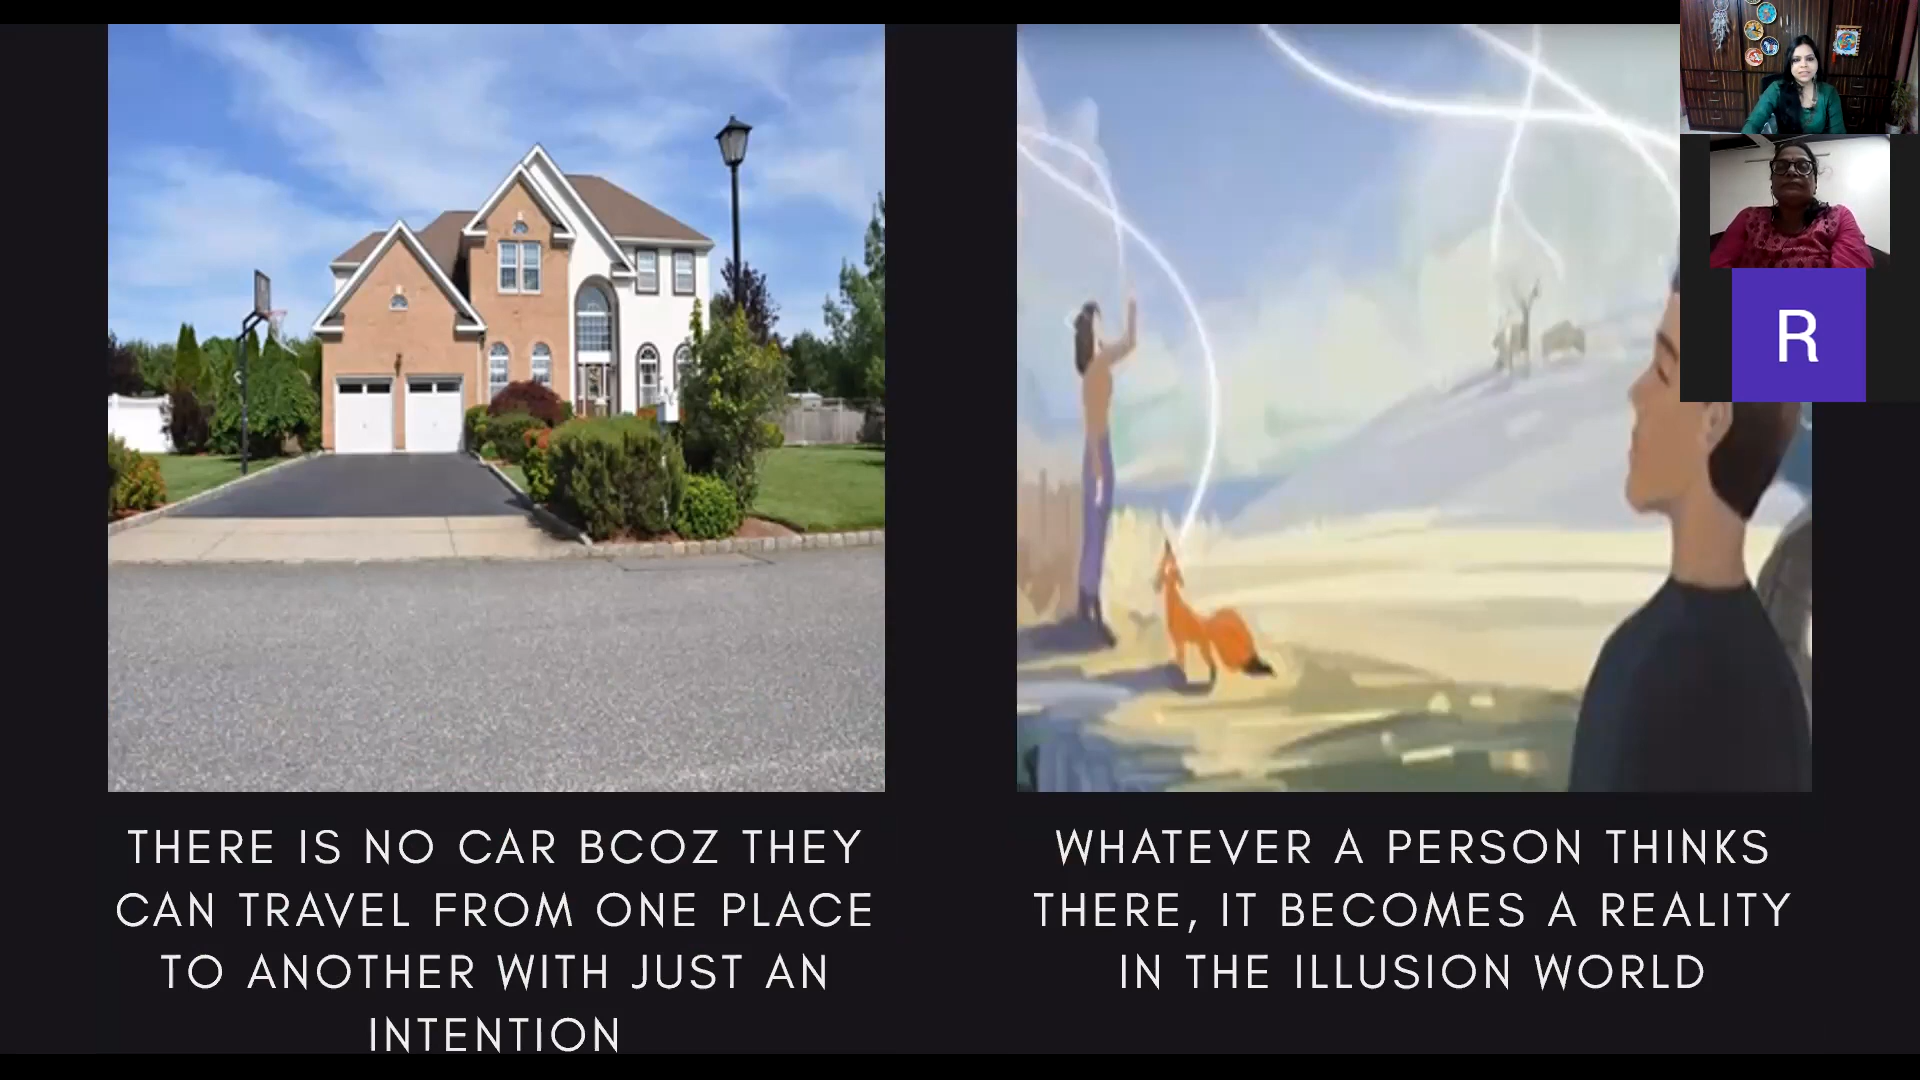 THERE IS NO CAR BCOZ THEY
CAN TRAVEL FROM ONE PLACE
TO ANOTHER WITH JUST AN
INTENTION
WHATEVER A PERSON THINKS
THERE, IT BECOMES A REALITY
IN THE ILLUSION WORLD
R